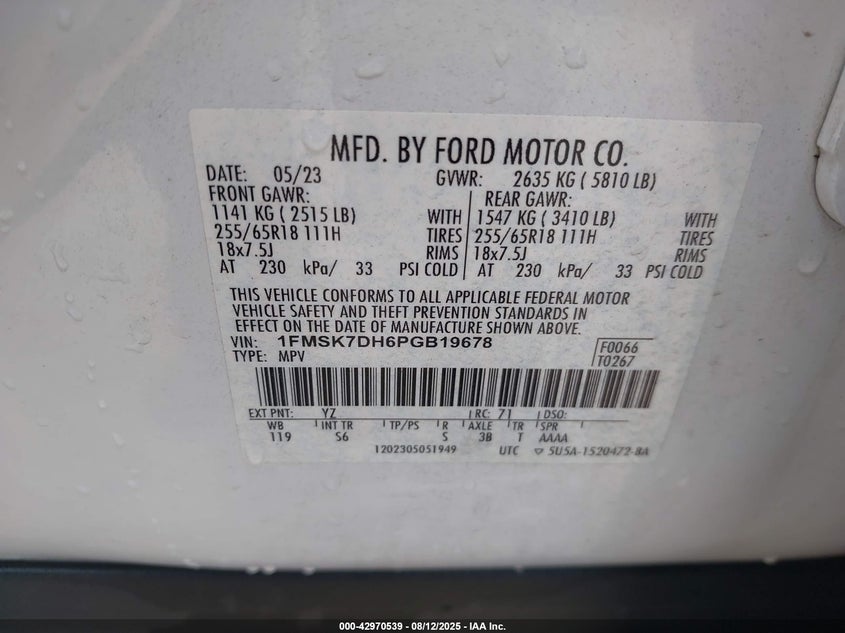 MFD. BY FORD MOTOR CO.
DATE: 05/23 GVWR: 2635 KG ( 5810 LB)
FRONT GAWR: REAR GAWR:
1141 KG ( 2515 LB) WITH 1547 KG ( 3410 LB) WITH
255/65R18 111H TIRES 255/65R18 111H TIRES
18x7.5J RIMS 18x7.5J RIMS
AT 230 kPa/ 33 PSI COLD AT 230 kPa/ 33 PSI COLD
THIS VEHICLE CONFORMS TO ALL APPLICABLE FEDERAL MOTOR
VEHICLE SAFETY AND THEFT PREVENTION STANDARDS IN
EFFECT ON THE DATE OF MANUFACTURE SHOWN ABOVE.
VIN: 1FMSK7DH6PGB19678 F0066
TYPE: MPV T0267
EXT PNT: YZ RC: 71 DSO:
WB INT TR TP/PS R AXLE TR SPR
119 S6 S 3B T AAAA
1202305051949 UTC ▽ 5U5A-1520472-BA
000-42970539 - 08/12/2025 - IAA Inc.